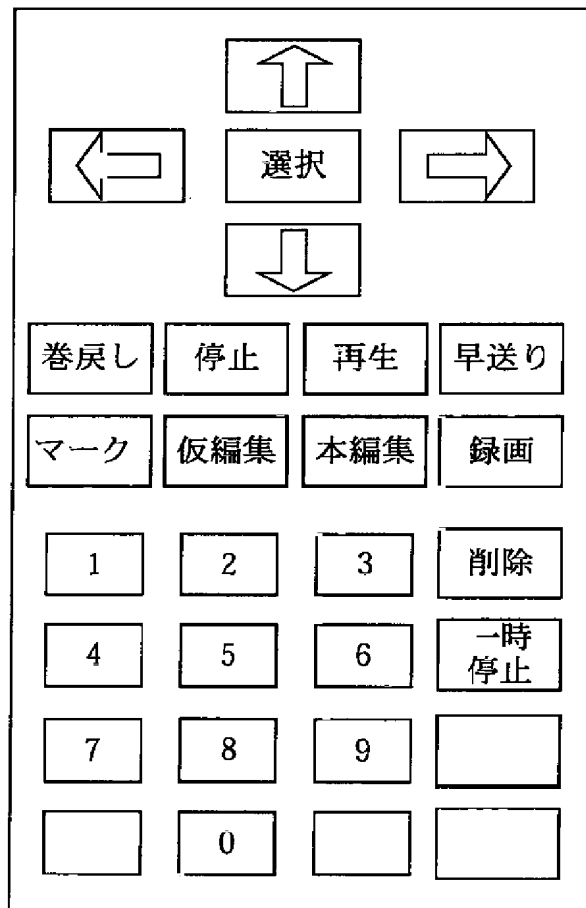 選択
巻戻し 停止 再生 早送り
マーク 仮編集 本編集 録画
1 2 3 削除
4 5 6 一時
停止
7 8 9
0